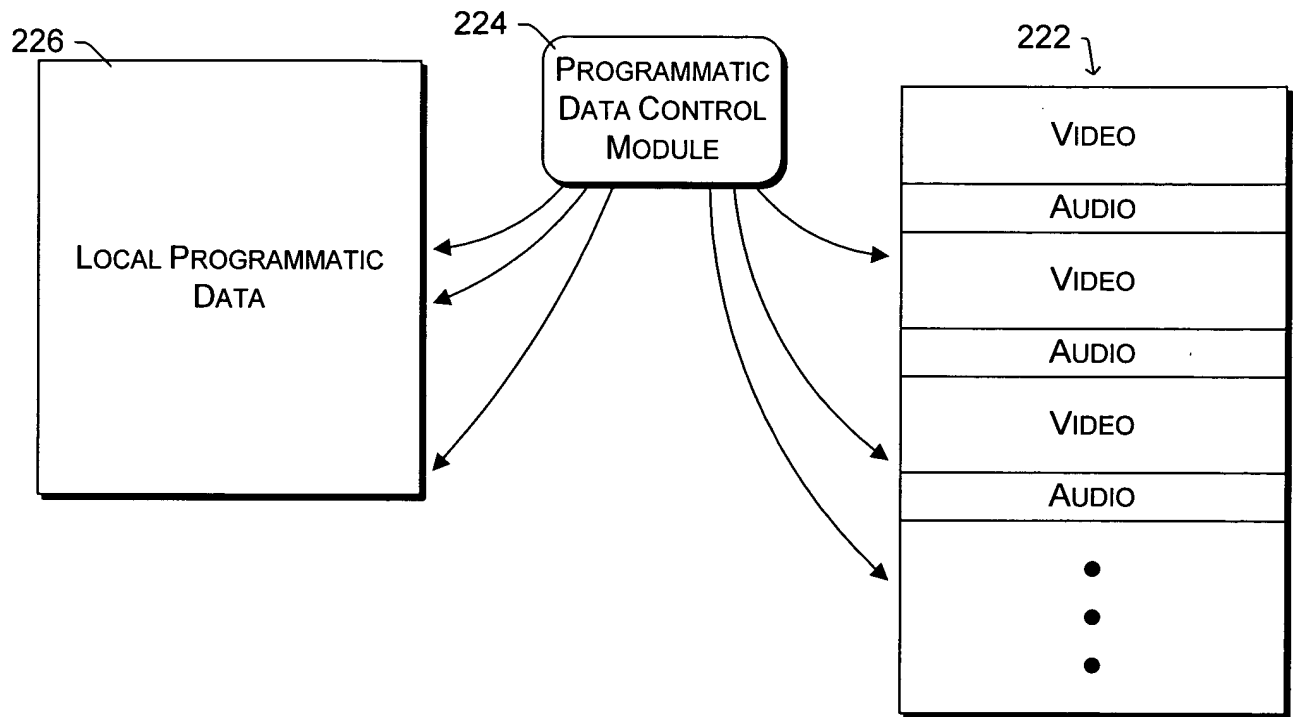 226
LOCAL PROGRAMMATIC
DATA
224
PROGRAMMATIC
DATA CONTROL
MODULE
222
VIDEO
AUDIO
VIDEO
AUDIO
VIDEO
AUDIO